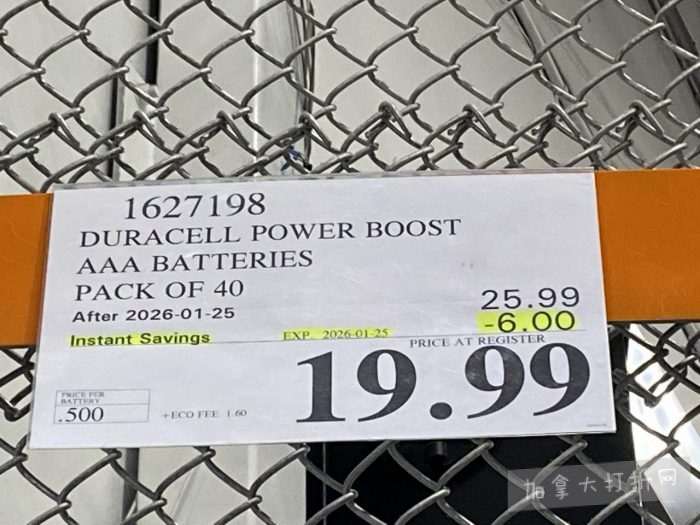 1627198
DURACELL POWER BOOST
AAA BATTERIES
PACK OF 40
After 2026-01-25 25.99
Instant Savings EXP. 2026-01-25 -6.00
PRICE AT REGISTER
19.99
PRICE PER
BATTERY
.500
+ECO FEE 1.60
加拿大打折网